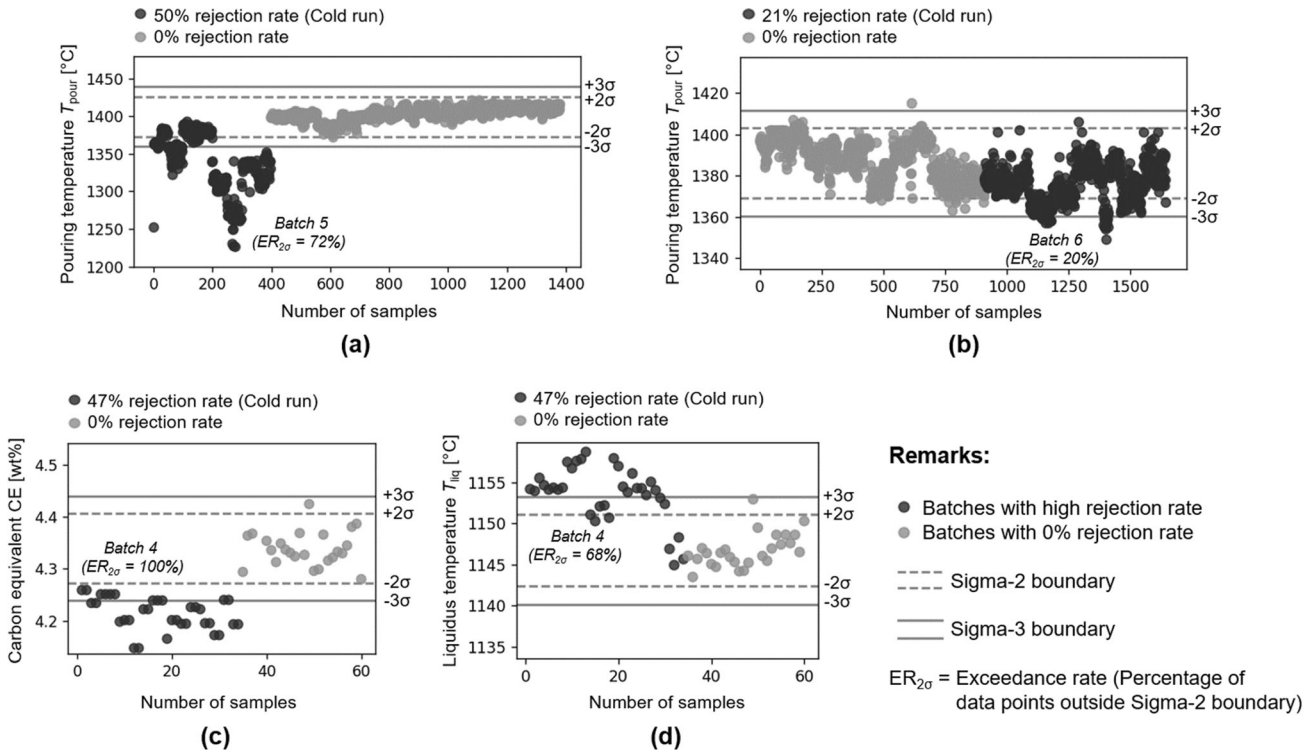 50% rejection rate (Cold run)
0% rejection rate
Pouring temperature Tpour [°C]
1450
1400
1350
1300
1250
1200
+3σ
+2σ
-2σ
-3σ
Batch 5
(ER2σ = 72%)
0 200 400 600 800 1000 1200 1400
Number of samples
(a)
21% rejection rate (Cold run)
0% rejection rate
Pouring temperature Tpour [°C]
1420
1400
1380
1360
1340
+3σ
+2σ
-2σ
-3σ
Batch 6
(ER2σ = 20%)
0 250 500 750 1000 1250 1500
Number of samples
(b)
47% rejection rate (Cold run)
0% rejection rate
Carbon equivalent CE [wt%]
4.5
4.4
4.3
4.2
+3σ
+2σ
-2σ
-3σ
Batch 4
(ER2σ = 100%)
0 20 40 60
Number of samples
(c)
47% rejection rate (Cold run)
0% rejection rate
Liquidus temperature Tliq [°C]
1155
1150
1145
1140
1135
+3σ
+2σ
-2σ
-3σ
Batch 4
(ER2σ = 68%)
0 20 40 60
Number of samples
(d)
Remarks:
Batches with high rejection rate
Batches with 0% rejection rate
Sigma-2 boundary
Sigma-3 boundary
ER2σ = Exceedance rate (Percentage of
data points outside Sigma-2 boundary)